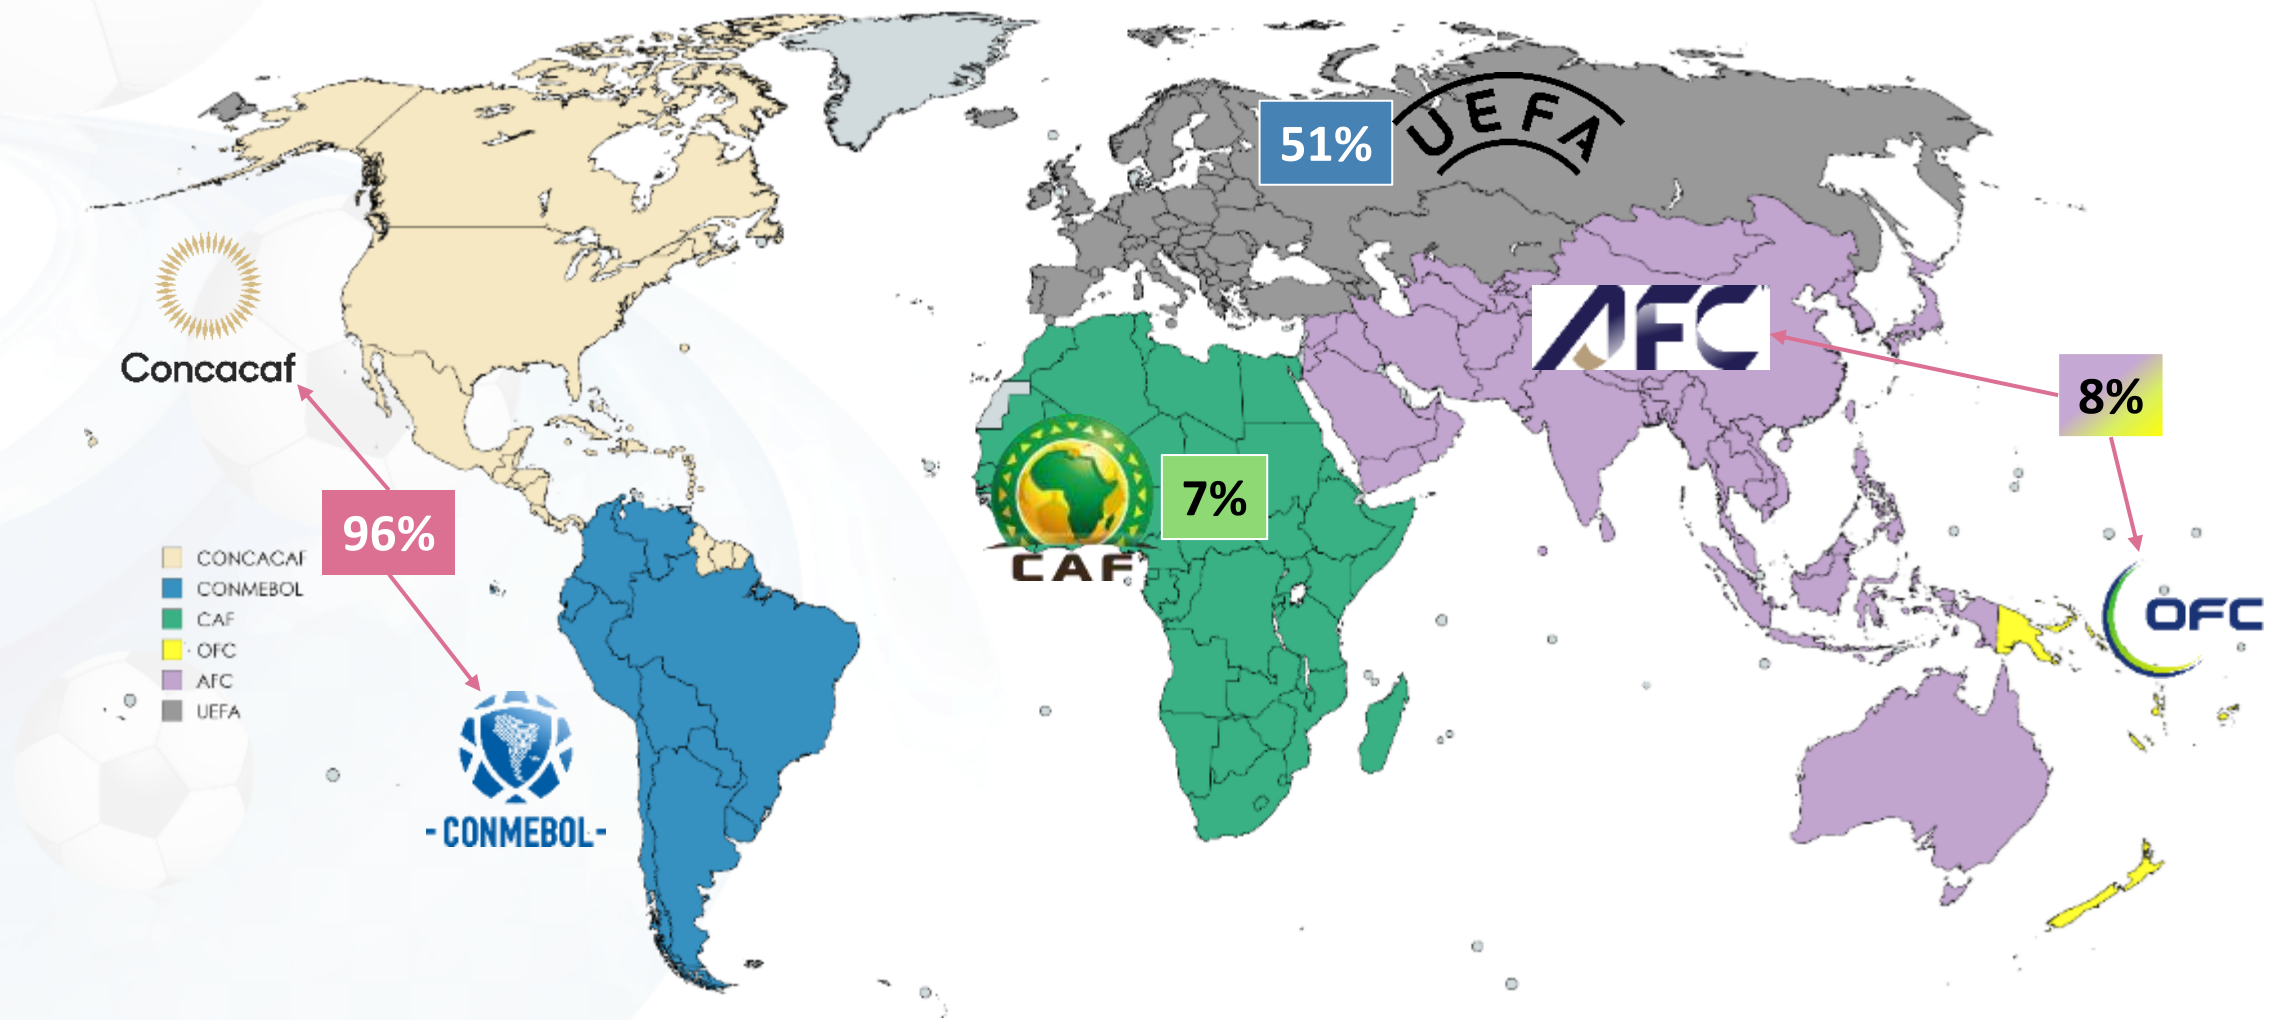 UEFA
51%
AFC
Concacaf
8%
CAF
7%
96%
CONCACAF
CONMEBOL
CAF
OFC
AFC
UEFA
OFC
-CONMEBOL-